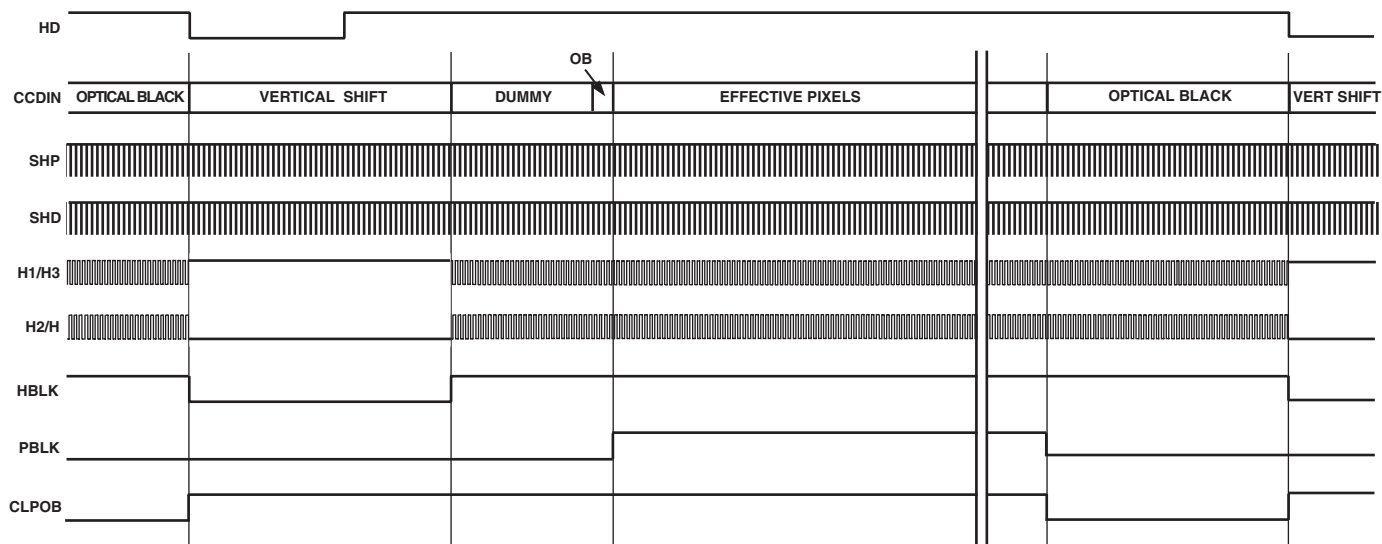 HD
OB
CCDIN OPTICAL BLACK VERTICAL SHIFT DUMMY EFFECTIVE PIXELS OPTICAL BLACK VERT SHIFT
SHP
SHD
H1/H3
H2/H
HBLK
PBLK
CLPOB